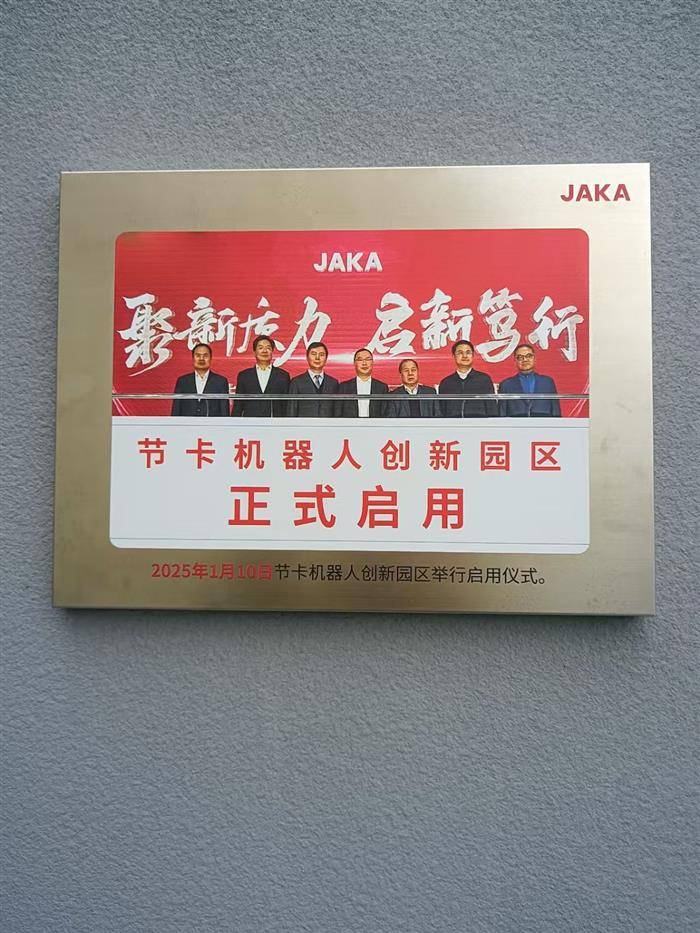 JAKA
JAKA
聚新质力 启新笃行
节卡机器人创新园区
正式启用
2025年1月10日节卡机器人创新园区举行启用仪式。